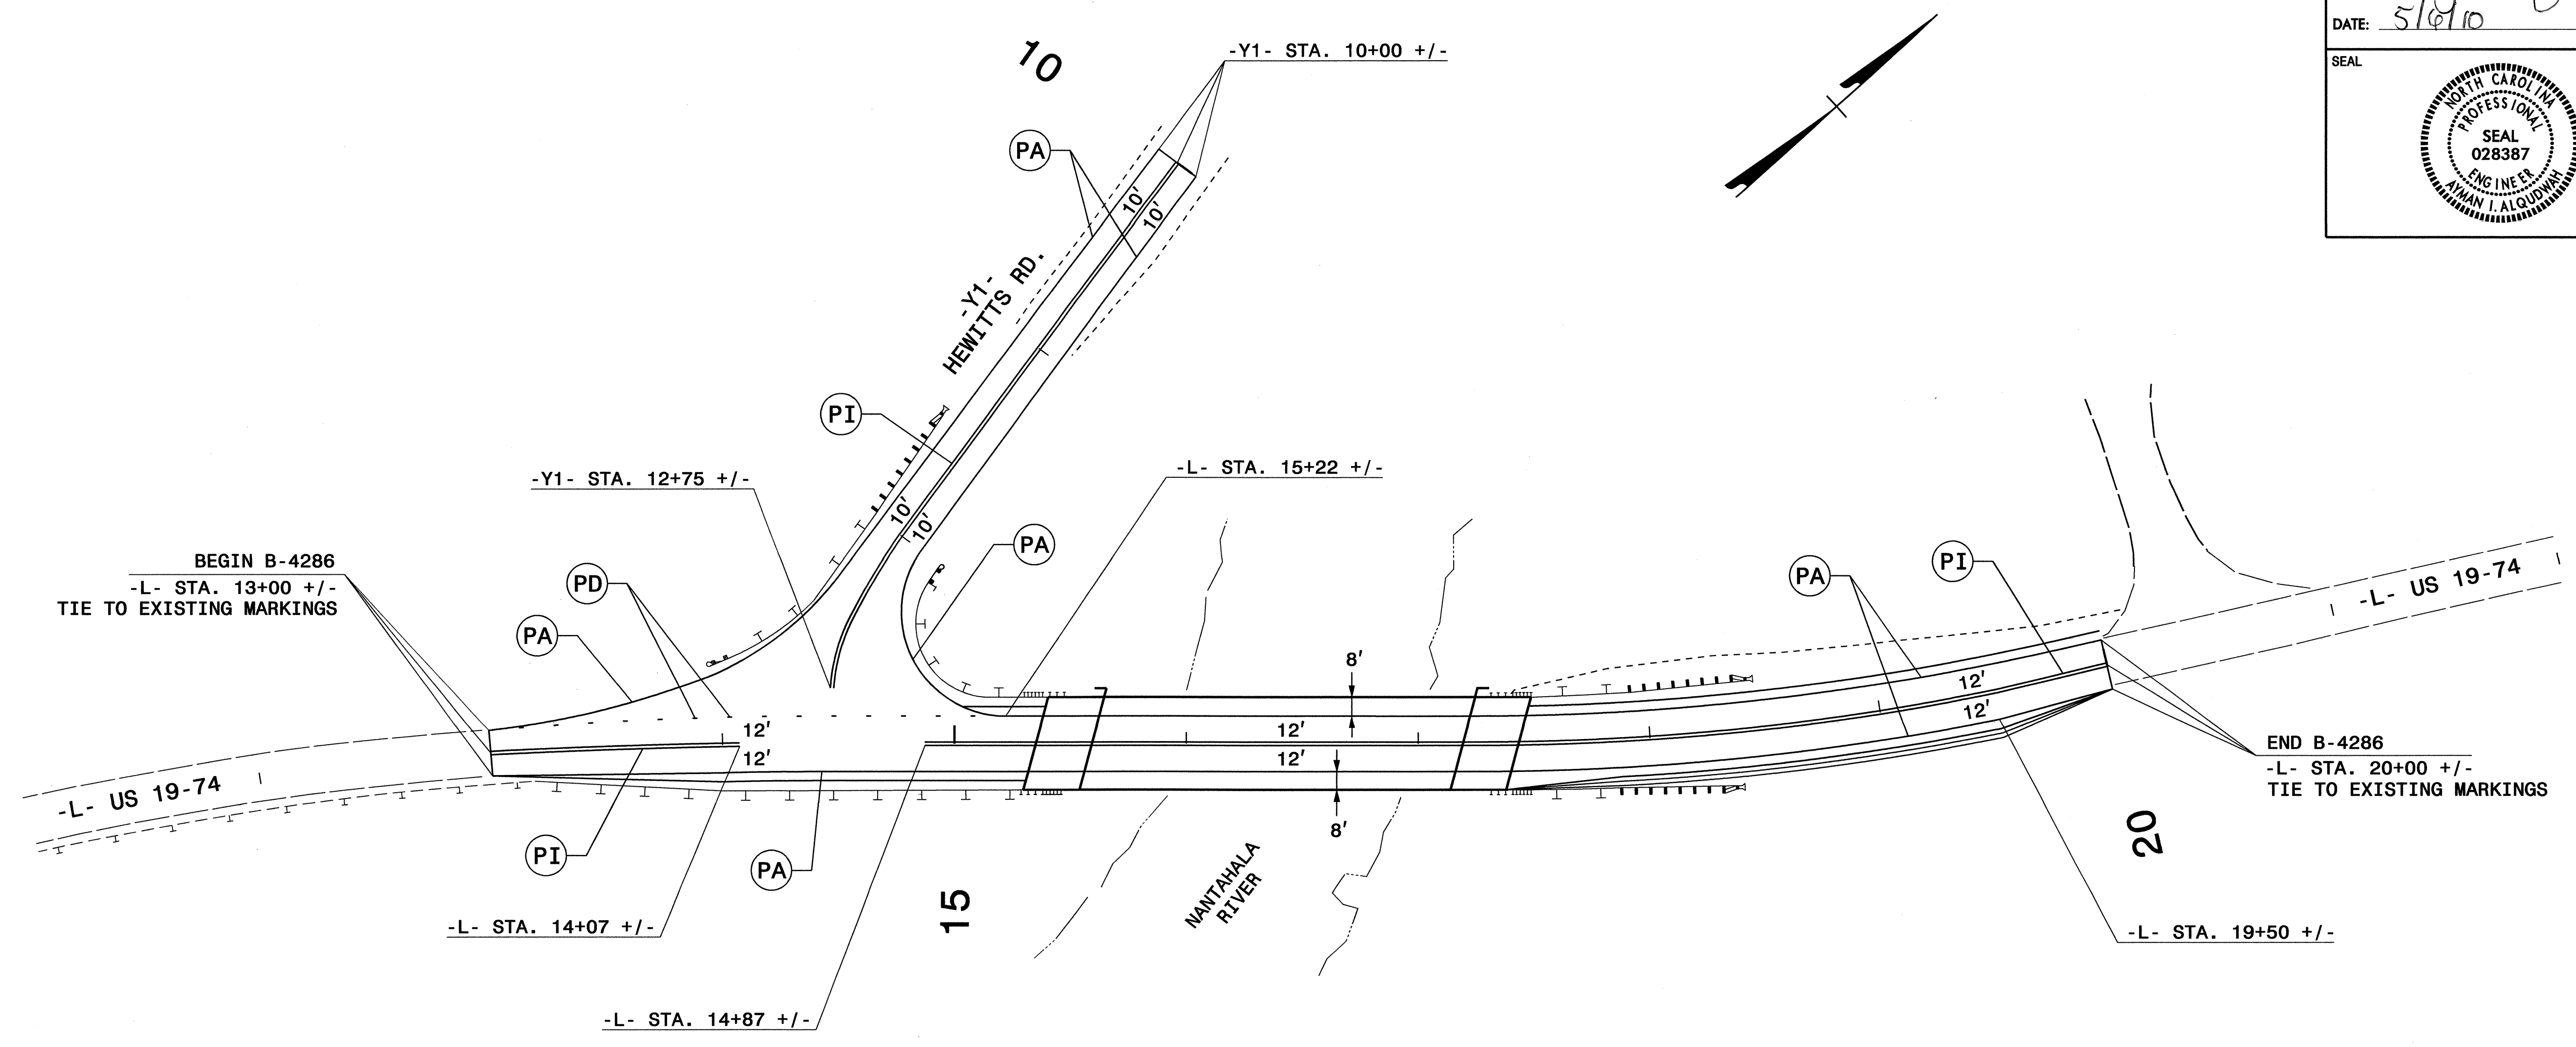 DATE: 5/6/10
SEAL
NORTH CAROLINA
PROFESSIONAL
SEAL
028387
ENGINEER
AYMAN I. ALQUDWAH
10
-Y1- STA. 10+00 +/-
PA
10'
10'
-Y1-
HEWITTS RD.
PI
-Y1- STA. 12+75 +/-
-L- STA. 15+22 +/-
10'
10'
PA
BEGIN B-4286
-L- STA. 13+00 +/-
TIE TO EXISTING MARKINGS
PD
PA
PA
PI
-L- US 19-74
8'
12'
12'
12'
12'
12'
12'
-L- US 19-74
END B-4286
-L- STA. 20+00 +/-
TIE TO EXISTING MARKINGS
8'
PI
PA
20
15
NANTAHALA
RIVER
-L- STA. 14+07 +/-
-L- STA. 19+50 +/-
-L- STA. 14+87 +/-